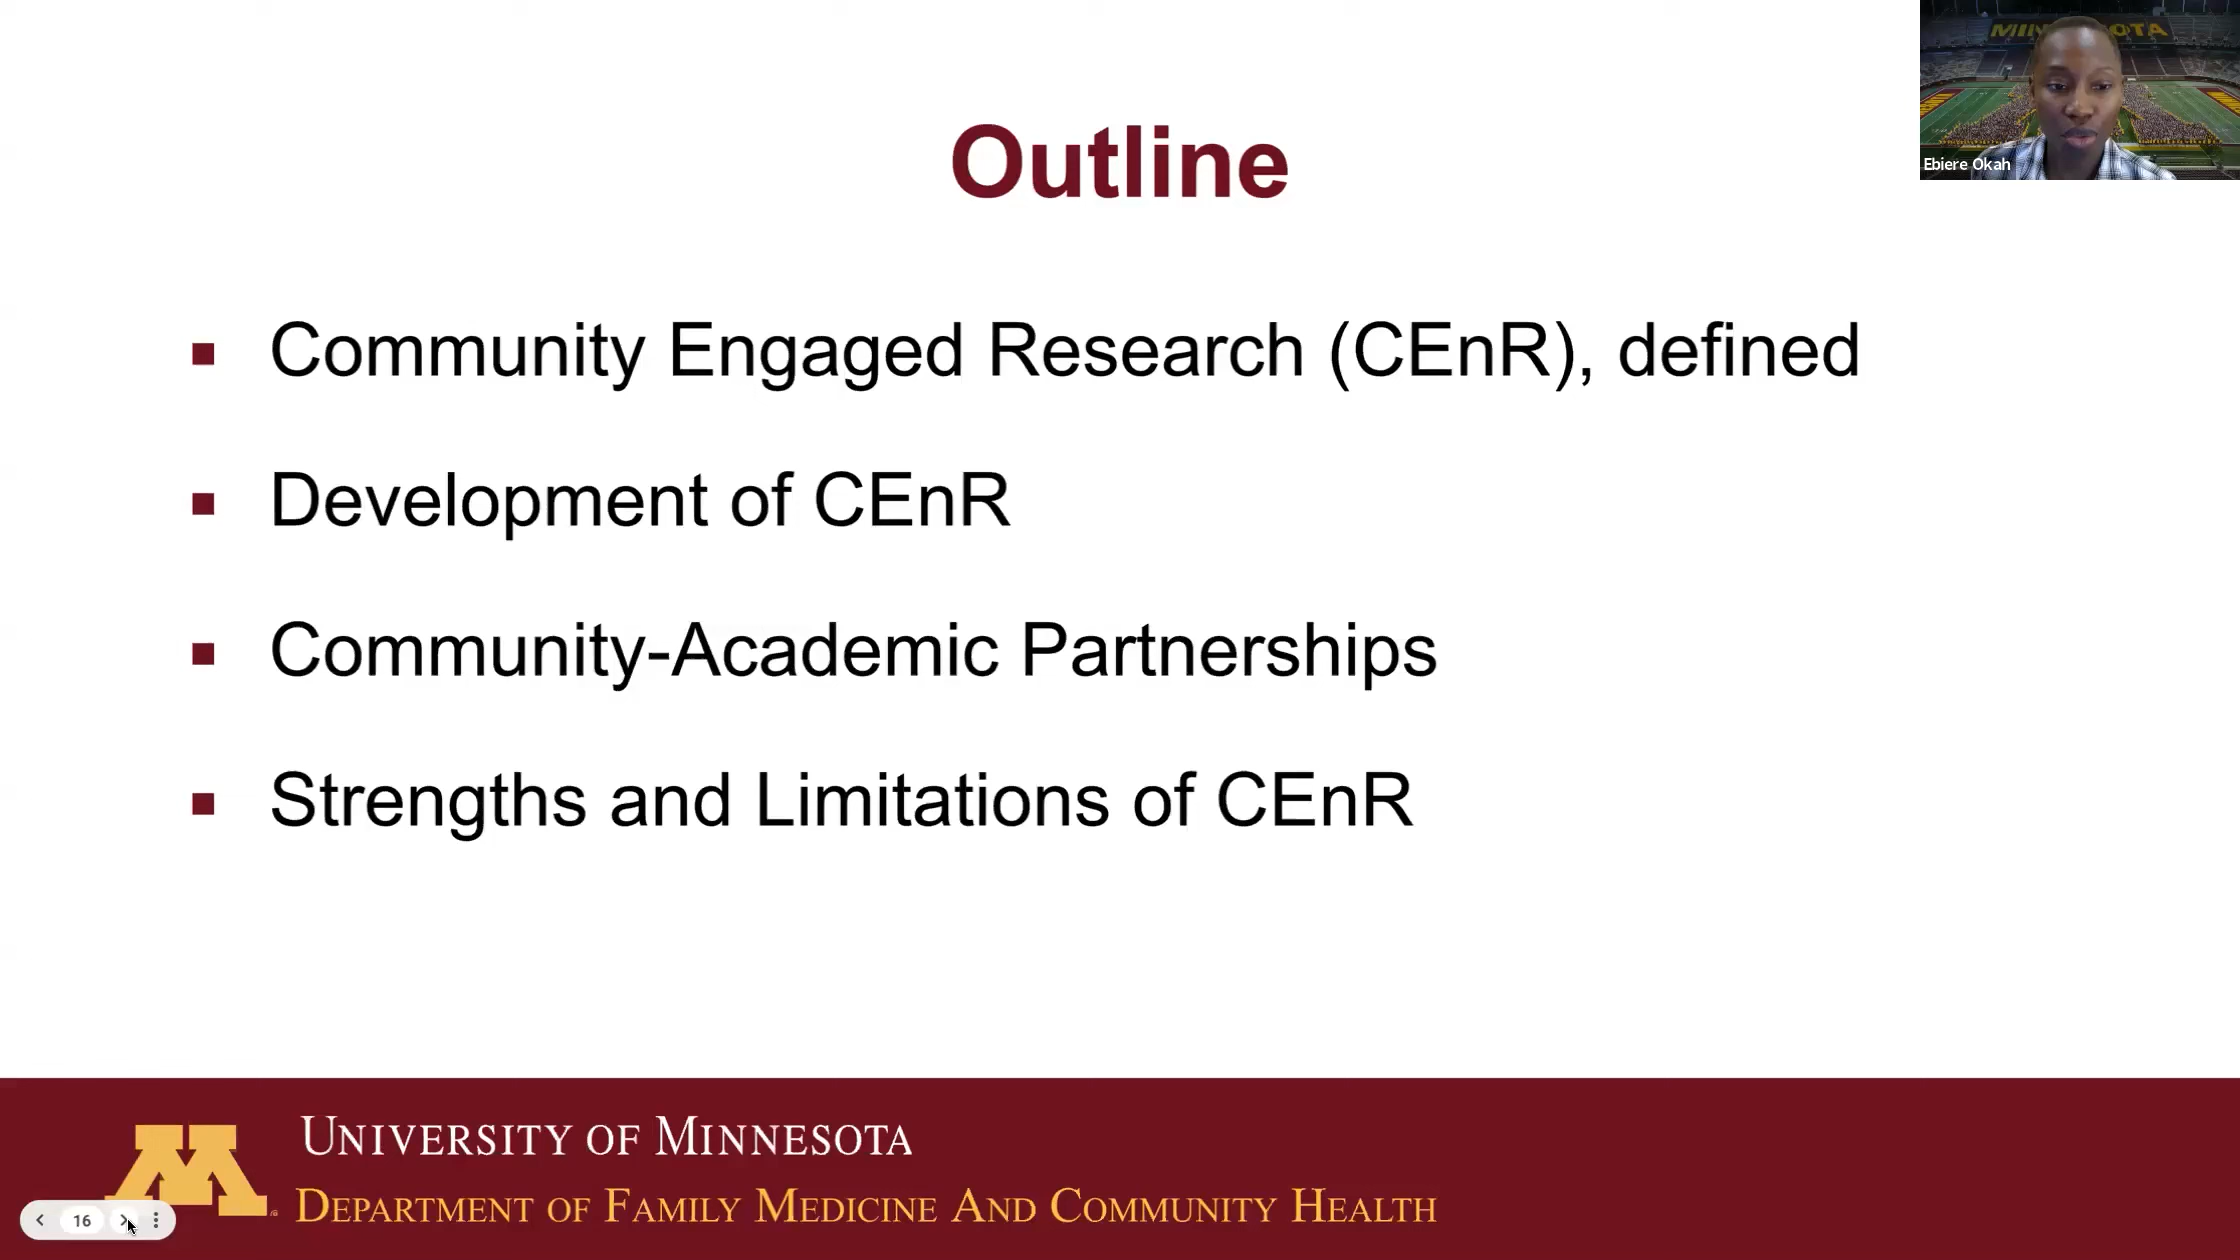 MINNESOTA
Ebiere Okah
Outline
Community Engaged Research (CEnR), defined
Development of CEnR
Community-Academic Partnerships
Strengths and Limitations of CEnR
UNIVERSITY OF MINNESOTA
DEPARTMENT OF FAMILY MEDICINE AND COMMUNITY HEALTH
16